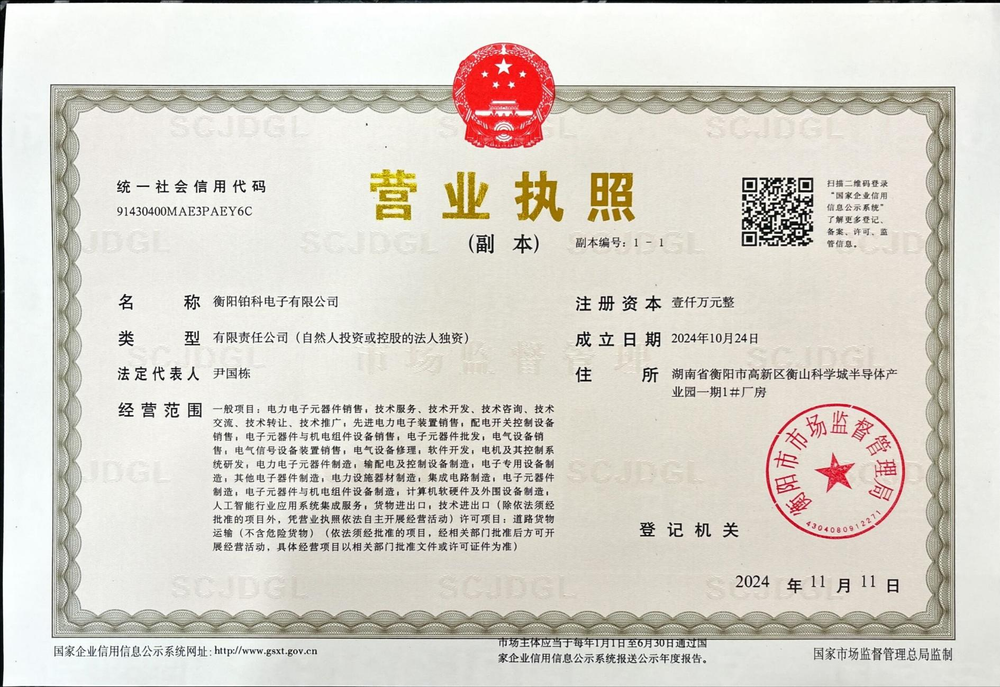 统一社会信用代码
91430400MAE3PAEY6C
营业执照
（副 本）
副本编号：1 - 1
扫描二维码登录
“国家企业信用
信息公示系统”
了解更多登记、
备案、许可、监
管信息。
名 称 衡阳铂科电子有限公司
类 型 有限责任公司（自然人投资或控股的法人独资）
法定代表人 尹国栋
经营范围 一般项目：电力电子元器件销售；技术服务、技术开发、技术咨询、技术
交流、技术转让、技术推广；先进电力电子装置销售；配电开关控制设备
销售；电子元器件与机电组件设备销售；电子元器件批发；电气设备销
售；电气信号设备装置销售；电气设备修理；软件开发；电机及其控制系
统研发；电力电子元器件制造；输配电及控制设备制造；电子专用设备制
造；其他电子器件制造；电力设施器材制造；集成电路制造；电子元器件
制造；电子元器件与机电组件设备制造；计算机软硬件及外围设备制造；
人工智能行业应用系统集成服务；货物进出口；技术进出口（除依法须经
批准的项目外，凭营业执照依法自主开展经营活动）许可项目：道路货物
运输（不含危险货物）（依法须经批准的项目，经相关部门批准后方可开
展经营活动，具体经营项目以相关部门批准文件或许可证件为准）
注册资本 壹仟万元整
成立日期 2024年10月24日
住 所 湖南省衡阳市高新区衡山科学城半导体产
业园一期1＃厂房
衡阳市市场监督管理局
4304080912271
登记机关
2024 年 11 月 11 日
国家企业信用信息公示系统网址：http://www.gsxt.gov.cn
市场主体应当于每年1月1日至6月30日通过国
家企业信用信息公示系统报送公示年度报告。
国家市场监督管理总局监制
SCJDGL
市场监督管理